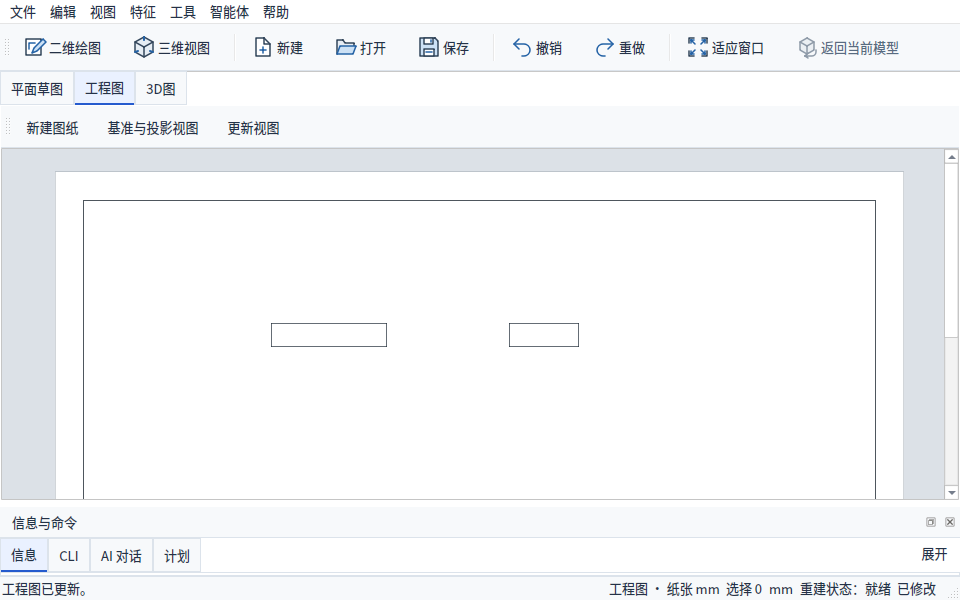 文件 编辑 视图 特征 工具 智能体 帮助
二维绘图 三维视图 新建 打开 保存 撤销 重做 适应窗口 返回当前模型
平面草图 工程图 3D图
新建图纸 基准与投影视图 更新视图
信息与命令
信息 CLI AI 对话 计划 展开
工程图已更新。 工程图 · 纸张 mm 选择 0 mm 重建状态：就绪 已修改